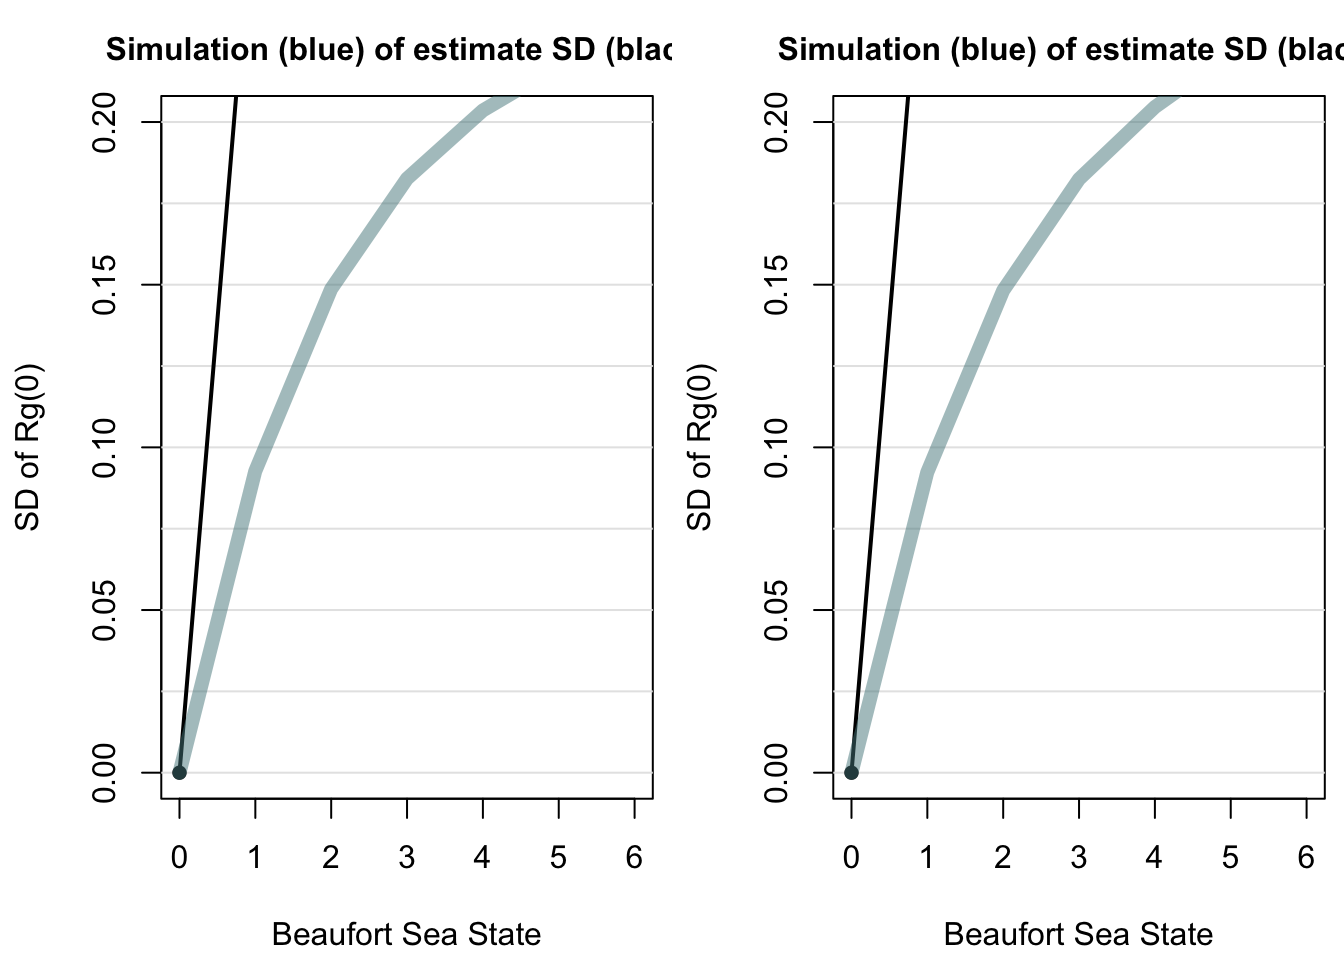 Simulation (blue) of estimate SD (blac
SD of Rg(0)
0.20
0.15
0.10
0.05
0.00
0 1 2 3 4 5 6
Beaufort Sea State
Simulation (blue) of estimate SD (blac
SD of Rg(0)
0.20
0.15
0.10
0.05
0.00
0 1 2 3 4 5 6
Beaufort Sea State